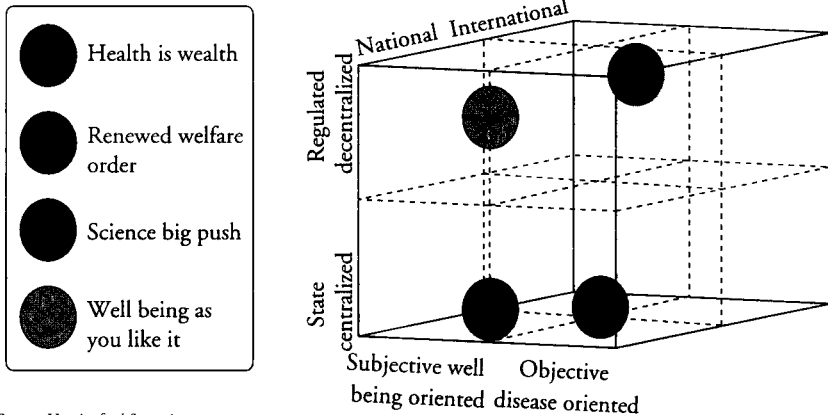 Health is wealth
Renewed welfare
order
Science big push
Well being as
you like it
National International
Regulated
decentralized
State
centralized
Subjective well Objective
being oriented disease oriented